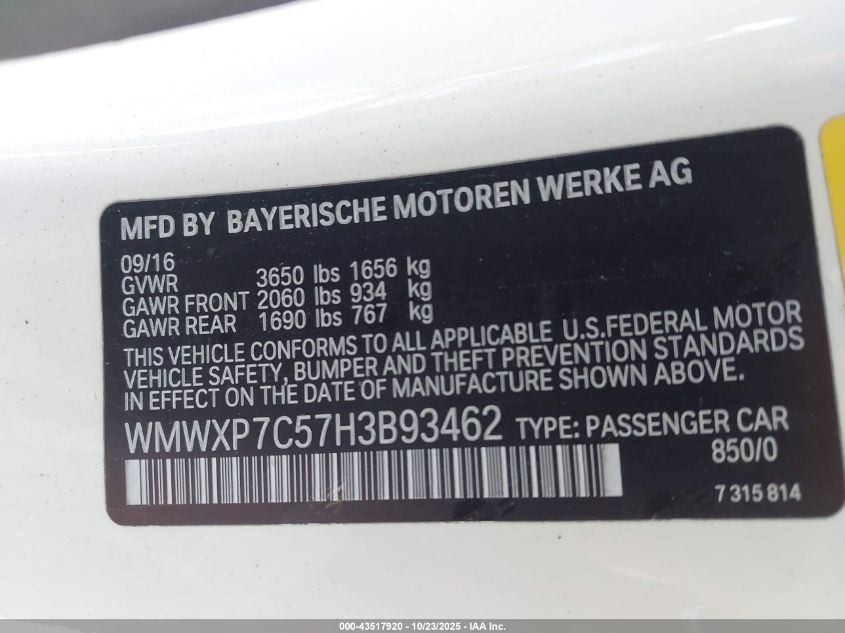 MFD BY BAYERISCHE MOTOREN WERKE AG
09/16
GVWR 3650 lbs 1656 kg
GAWR FRONT 2060 lbs 934 kg
GAWR REAR 1690 lbs 767 kg
THIS VEHICLE CONFORMS TO ALL APPLICABLE U.S.FEDERAL MOTOR
VEHICLE SAFETY, BUMPER AND THEFT PREVENTION STANDARDS
IN EFFECT ON THE DATE OF MANUFACTURE SHOWN ABOVE.
WMWXP7C57H3B93462 TYPE: PASSENGER CAR
850/0
7 315 814
000-43517920 - 10/23/2025 - IAA Inc.